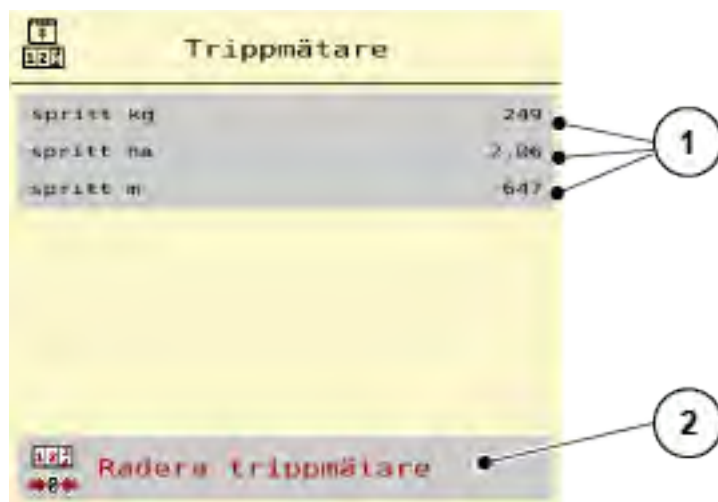 Trippmätare
spritt kg 249
spritt ha 2,06
spritt m 647
1
2
Radera trippmätare